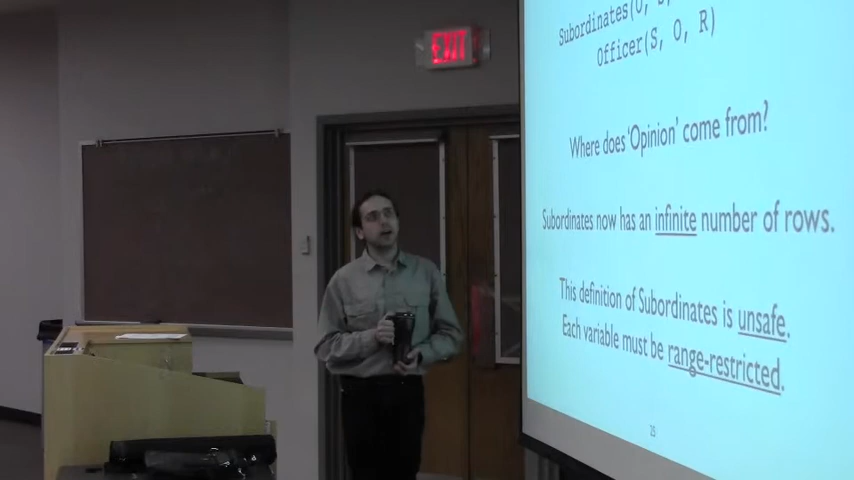 EXIT
Subordinates(O,
Officer(S, O, R)
Where does 'Opinion' come from?
Subordinates now has an infinite number of rows.
This definition of Subordinates is unsafe.
Each variable must be range-restricted.
25